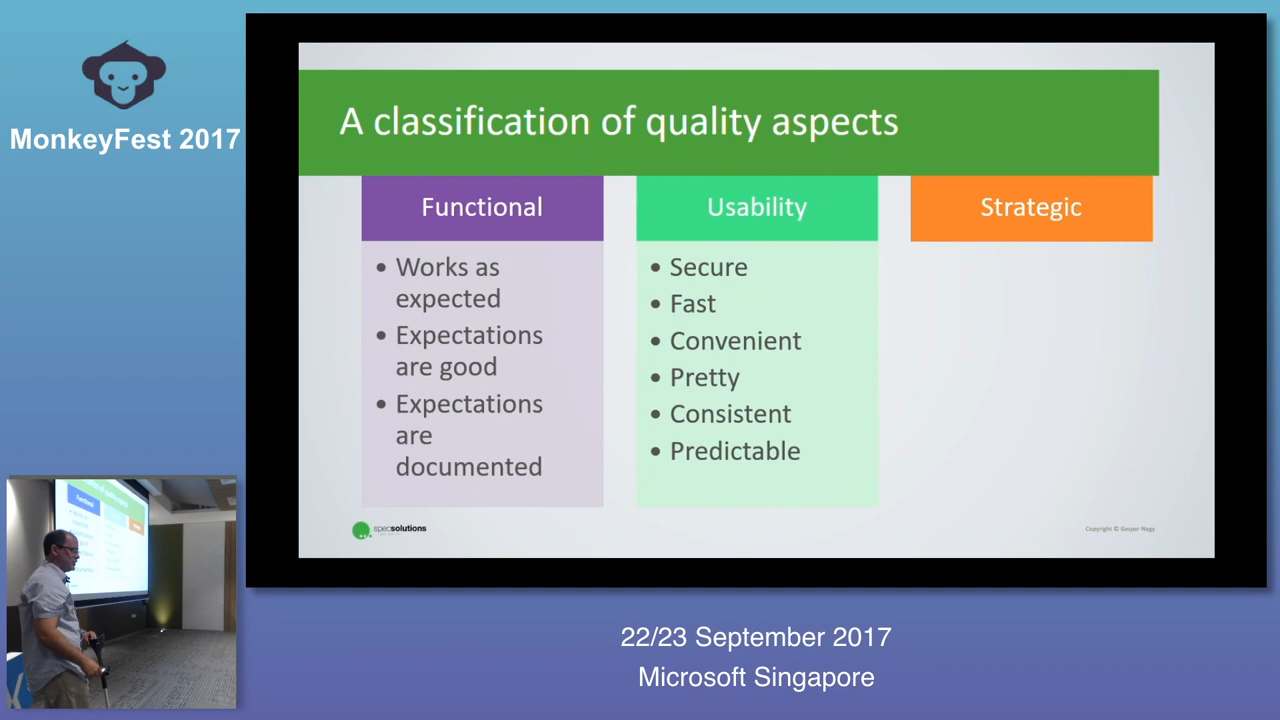 MonkeyFest 2017
A classification of quality aspects
Functional
• Works as
expected
• Expectations
are good
• Expectations
are
documented
Usability
• Secure
• Fast
• Convenient
• Pretty
• Consistent
• Predictable
Strategic
specsolutions
Copyright © Gaspar Nagy
22/23 September 2017
Microsoft Singapore